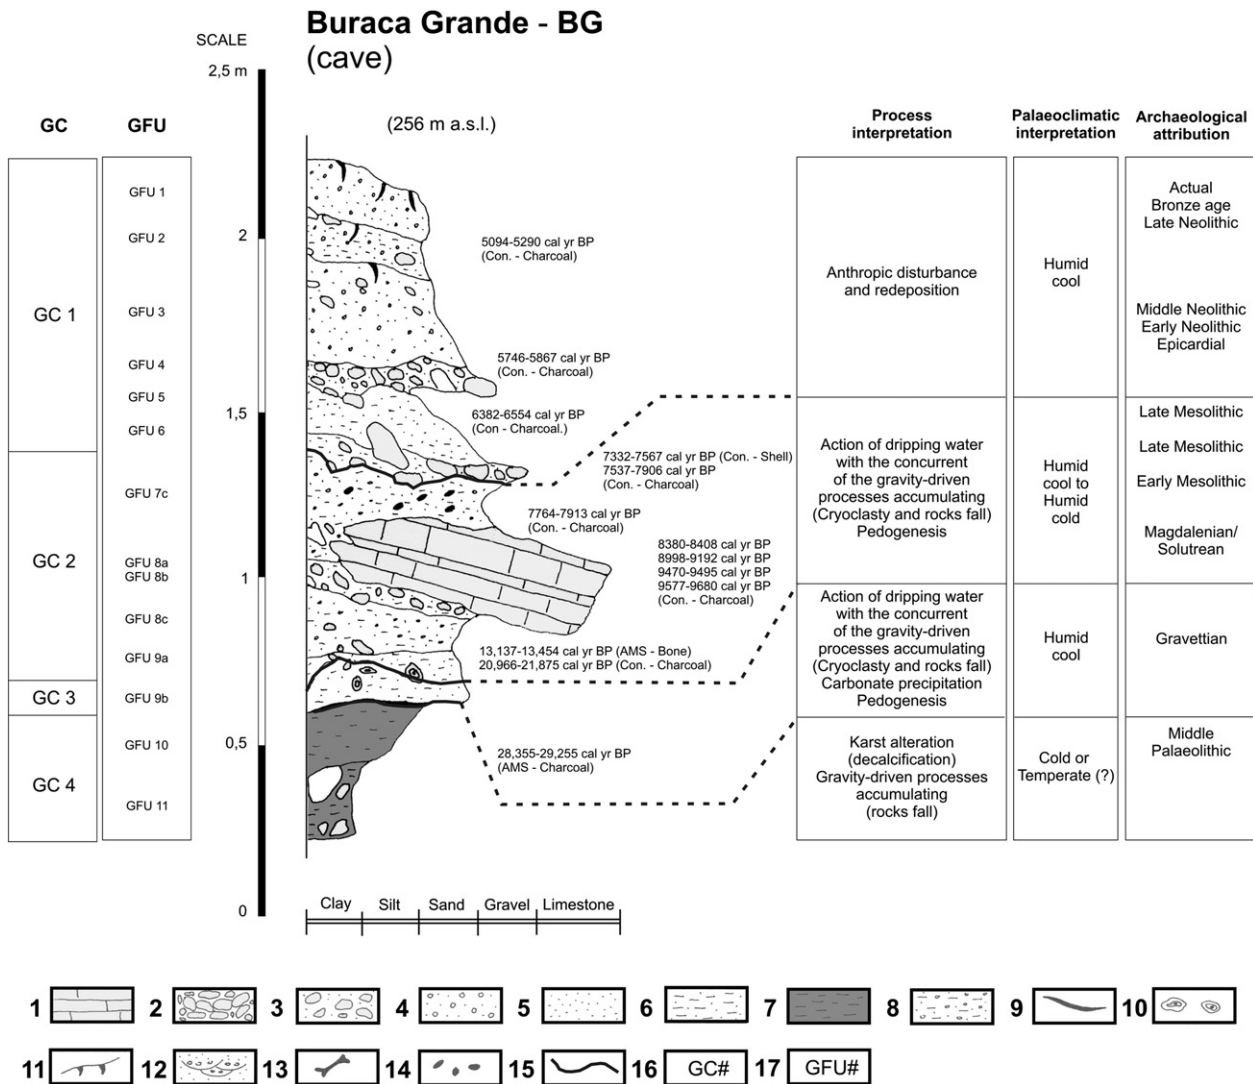 Buraca Grande - BG
(cave)
SCALE
2,5 m
(256 m a.s.l.)
GC
GFU
Process
interpretation
Palaeoclimatic
interpretation
Archaeological
attribution
GC 1
GC 2
GC 3
GC 4
GFU 1
GFU 2
GFU 3
GFU 4
GFU 5
GFU 6
GFU 7c
GFU 8a
GFU 8b
GFU 8c
GFU 9a
GFU 9b
GFU 10
GFU 11
2
1,5
1
0,5
0
5094-5290 cal yr BP
(Con. - Charcoal)
5746-5867 cal yr BP
(Con. - Charcoal)
6382-6554 cal yr BP
(Con - Charcoal.)
7332-7567 cal yr BP (Con. - Shell)
7537-7906 cal yr BP
(Con. - Charcoal)
7764-7913 cal yr BP
(Con. - Charcoal)
8380-8408 cal yr BP
8998-9192 cal yr BP
9470-9495 cal yr BP
9577-9680 cal yr BP
(Con. - Charcoal)
13,137-13,454 cal yr BP (AMS - Bone)
20,966-21,875 cal yr BP (Con. - Charcoal)
28,355-29,255 cal yr BP
(AMS - Charcoal)
Anthropic disturbance
and redeposition
Humid
cool
Actual
Bronze age
Late Neolithic
Middle Neolithic
Early Neolithic
Epicardial
Action of dripping water
with the concurrent
of the gravity-driven
processes accumulating
(Cryoclasty and rocks fall)
Pedogenesis
Humid
cool to
Humid
cold
Late Mesolithic
Late Mesolithic
Early Mesolithic
Magdalenian/
Solutrean
Action of dripping water
with the concurrent
of the gravity-driven
processes accumulating
(Cryoclasty and rocks fall)
Carbonate precipitation
Pedogenesis
Humid
cool
Gravettian
Karst alteration
(decalcification)
Gravity-driven processes
accumulating
(rocks fall)
Cold or
Temperate (?)
Middle
Palaeolithic
Clay Silt Sand Gravel Limestone
1 2 3 4 5 6 7 8 9 10
11 12 13 14 15 16 GC# 17 GFU#